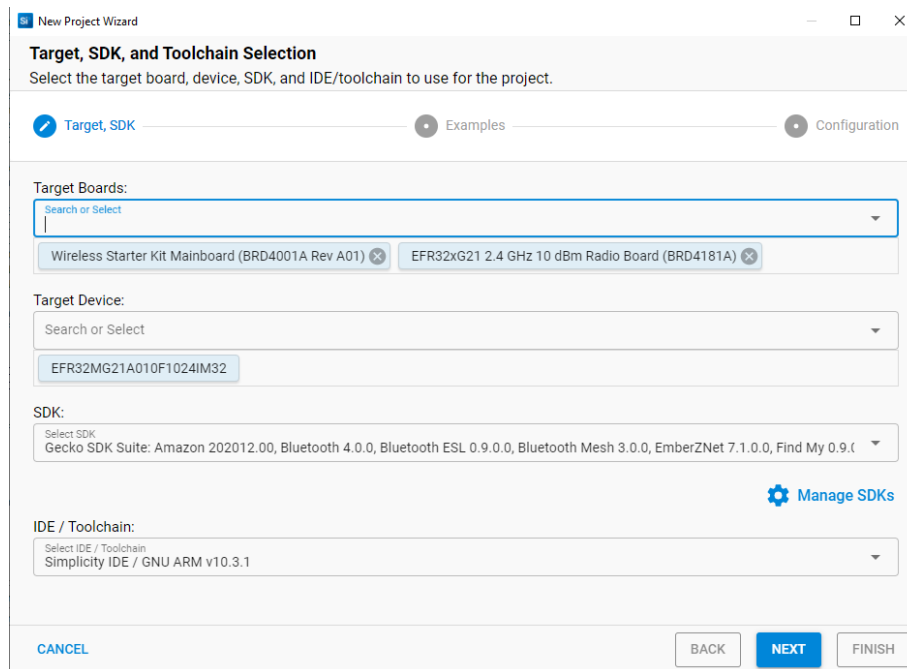 Si New Project Wizard
Target, SDK, and Toolchain Selection
Select the target board, device, SDK, and IDE/toolchain to use for the project.
Target, SDK
Examples
Configuration
Target Boards:
Search or Select
Wireless Starter Kit Mainboard (BRD4001A Rev A01)
EFR32xG21 2.4 GHz 10 dBm Radio Board (BRD4181A)
Target Device:
Search or Select
EFR32MG21A010F1024IM32
SDK:
Select SDK
Gecko SDK Suite: Amazon 202012.00, Bluetooth 4.0.0, Bluetooth ESL 0.9.0.0, Bluetooth Mesh 3.0.0, EmberZNet 7.1.0.0, Find My 0.9.0
Manage SDKs
IDE / Toolchain:
Select IDE / Toolchain
Simplicity IDE / GNU ARM v10.3.1
CANCEL
BACK
NEXT
FINISH